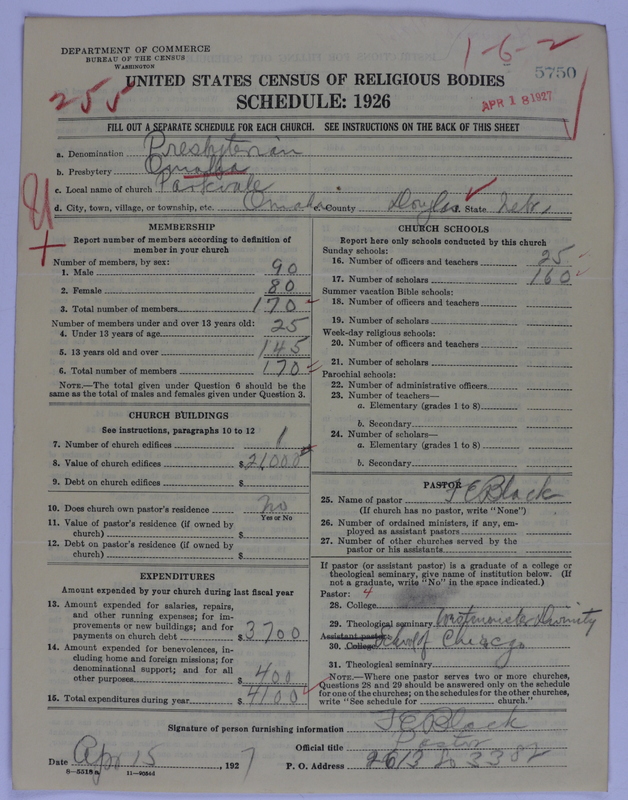 DEPARTMENT OF COMMERCE
BUREAU OF THE CENSUS
WASHINGTON
1-6-2
5750
255
UNITED STATES CENSUS OF RELIGIOUS BODIES
SCHEDULE: 1926
APR 18 1927
FILL OUT A SEPARATE SCHEDULE FOR EACH CHURCH. SEE INSTRUCTIONS ON THE BACK OF THIS SHEET
a. Denomination Presbyterian
b. Presbytery Omaha
c. Local name of church Parkvale
d. City, town, village, or township, etc. Omaha e. County Douglas f. State Nebr.
MEMBERSHIP
Report number of members according to definition of member in your church
Number of members, by sex:
1. Male 90
2. Female 80
3. Total number of members 170
Number of members under and over 13 years old:
4. Under 13 years of age 25
5. 13 years old and over 145
6. Total number of members 170
NOTE.—The total given under Question 6 should be the
same as the total of males and females given under Question 3.
CHURCH BUILDINGS
See instructions, paragraphs 10 to 12
7. Number of church edifices 1
8. Value of church edifices $ 21000
9. Debt on church edifices $
10. Does church own pastor's residence? no
Yes or No
11. Value of pastor's residence (if owned by
church) $
12. Debt on pastor's residence (if owned by
church) $
EXPENDITURES
Amount expended by your church during last fiscal year
13. Amount expended for salaries, repairs,
and other running expenses; for im-
provements or new buildings; and for
payments on church debt $ 3700
14. Amount expended for benevolences, in-
cluding home and foreign missions; for
denominational support; and for all
other purposes $ 400
15. Total expenditures during year $ 4100
CHURCH SCHOOLS
Report here only schools conducted by this church
Sunday schools:
16. Number of officers and teachers 25
17. Number of scholars 160
Summer vacation Bible schools:
18. Number of officers and teachers
19. Number of scholars
Week-day religious schools:
20. Number of officers and teachers
21. Number of scholars
Parochial schools:
22. Number of administrative officers
23. Number of teachers—
a. Elementary (grades 1 to 8)
b. Secondary
24. Number of scholars—
a. Elementary (grades 1 to 8)
b. Secondary
PASTOR
25. Name of pastor F E Black
(If church has no pastor, write "None")
26. Number of ordained ministers, if any, em-
ployed as assistant pastors
27. Number of other churches served by the
pastor or his assistants
If pastor (or assistant pastor) is a graduate of a college or
theological seminary, give name of institution below. (If
not a graduate, write "No" in the space indicated.)
Pastor: 4
28. College
29. Theological seminary Westminster Divinity
Assistant pastor:
30. College School of Chicago
31. Theological seminary
NOTE.—Where one pastor serves two or more churches,
Questions 28 and 29 should be answered only on the schedule
for one of the churches; on the schedules for the other churches,
write "See schedule for church."
Signature of person furnishing information F E Black
Official title Pastor
Date Apr 15, 1927
P. O. Address 2613 So 33 St
8—5515a 11—90544